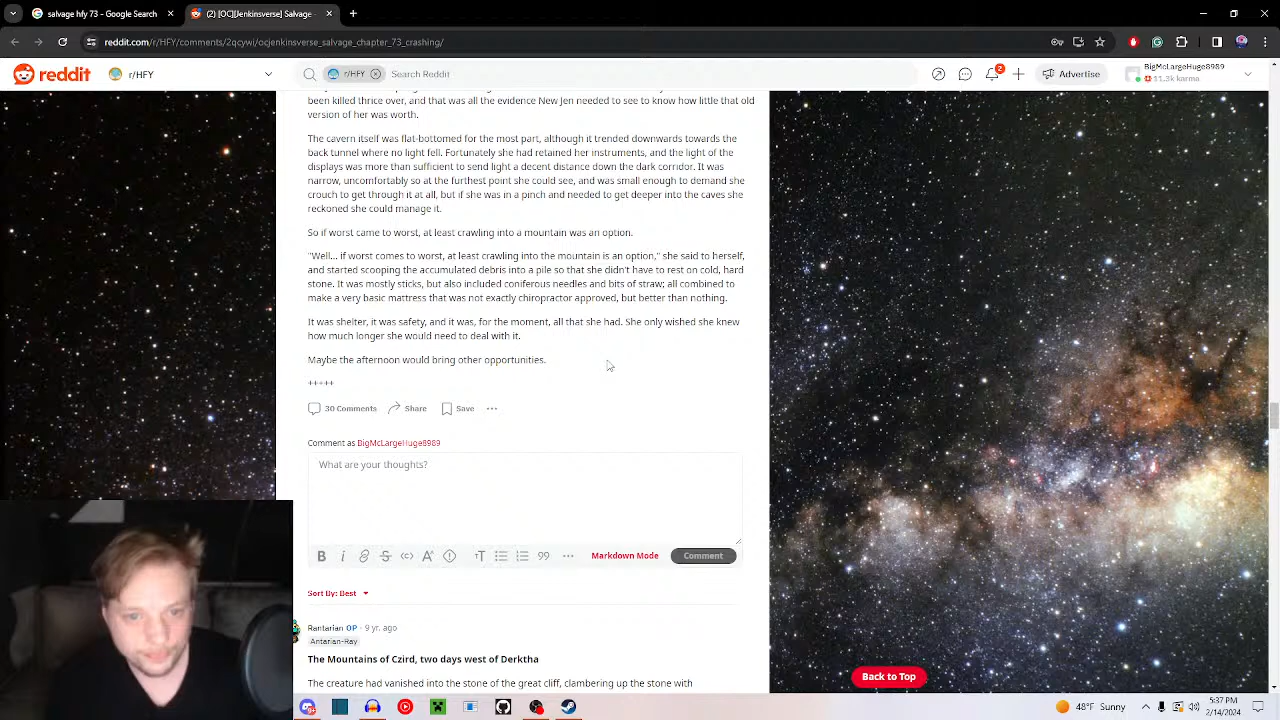 salvage hfy 73 - Google Search
(2) [OC][Jenkinsverse] Salvage -
reddit.com/r/HFY/comments/2qcywi/ocjenkinsverse_salvage_chapter_73_crashing/
reddit
r/HFY
r/HFY
Search Reddit
2
Advertise
BigMcLargeHuge8989
11.3k karma
been killed thrice over, and that was all the evidence New Jen needed to see to know how little that old
version of her was worth.
The cavern itself was flat-bottomed for the most part, although it trended downwards towards the
back tunnel where no light fell. Fortunately she had retained her instruments, and the light of the
displays was more than sufficient to send light a decent distance down the dark corridor. It was
narrow, uncomfortably so at the furthest point she could see, and was small enough to demand she
crouch to get through it at all, but if she was in a pinch and needed to get deeper into the caves she
reckoned she could manage it.
So if worst came to worst, at least crawling into a mountain was an option.
"Well... if worst comes to worst, at least crawling into the mountain is an option," she said to herself,
and started scooping the accumulated debris into a pile so that she didn't have to rest on cold, hard
stone. It was mostly sticks, but also included coniferous needles and bits of straw; all combined to
make a very basic mattress that was not exactly chiropractor approved, but better than nothing.
It was shelter, it was safety, and it was, for the moment, all that she had. She only wished she knew
how much longer she would need to deal with it.
Maybe the afternoon would bring other opportunities.
+++++
30 Comments
Share
Save
Comment as BigMcLargeHuge8989
What are your thoughts?
Markdown Mode
Comment
Sort By: Best
Rantarian OP · 9 yr. ago
Antarian-Ray
The Mountains of Czird, two days west of Derktha
The creature had vanished into the stone of the great cliff, clambering up the stone with
Back to Top
48°F Sunny
5:37 PM
2/14/2024